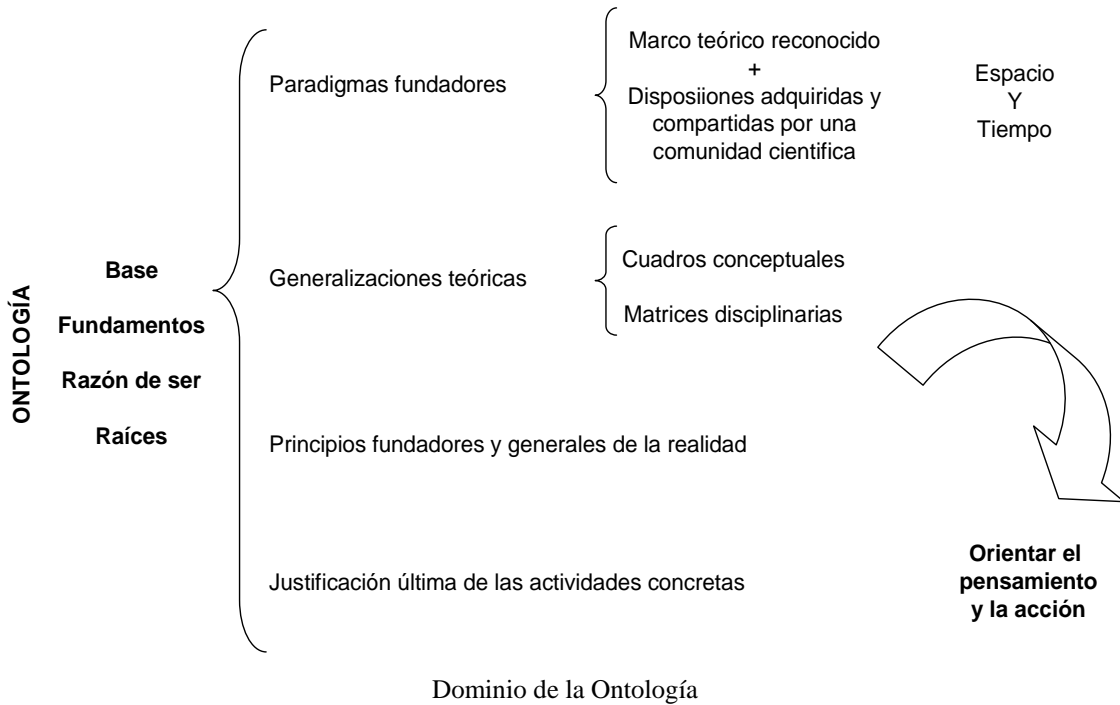 ONTOLOGÍA
Base
Fundamentos
Razón de ser
Raíces
Paradigmas fundadores
Marco teórico reconocido
+
Disposiiones adquiridas y
compartidas por una
comunidad cientifica
Espacio
Y
Tiempo
Generalizaciones teóricas
Cuadros conceptuales
Matrices disciplinarias
Principios fundadores y generales de la realidad
Justificación última de las actividades concretas
Orientar el
pensamiento
y la acción
Dominio de la Ontología